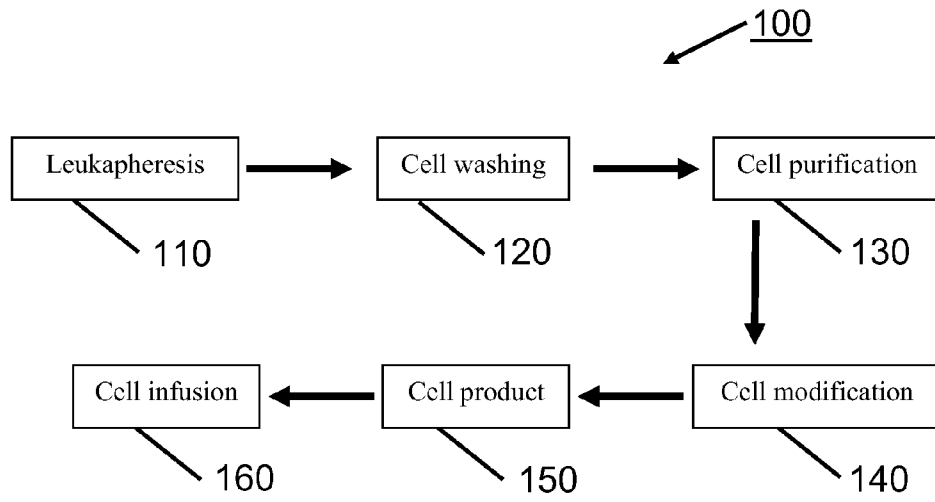 100
Leukapheresis
Cell washing
Cell purification
110
120
130
Cell infusion
Cell product
Cell modification
160
150
140